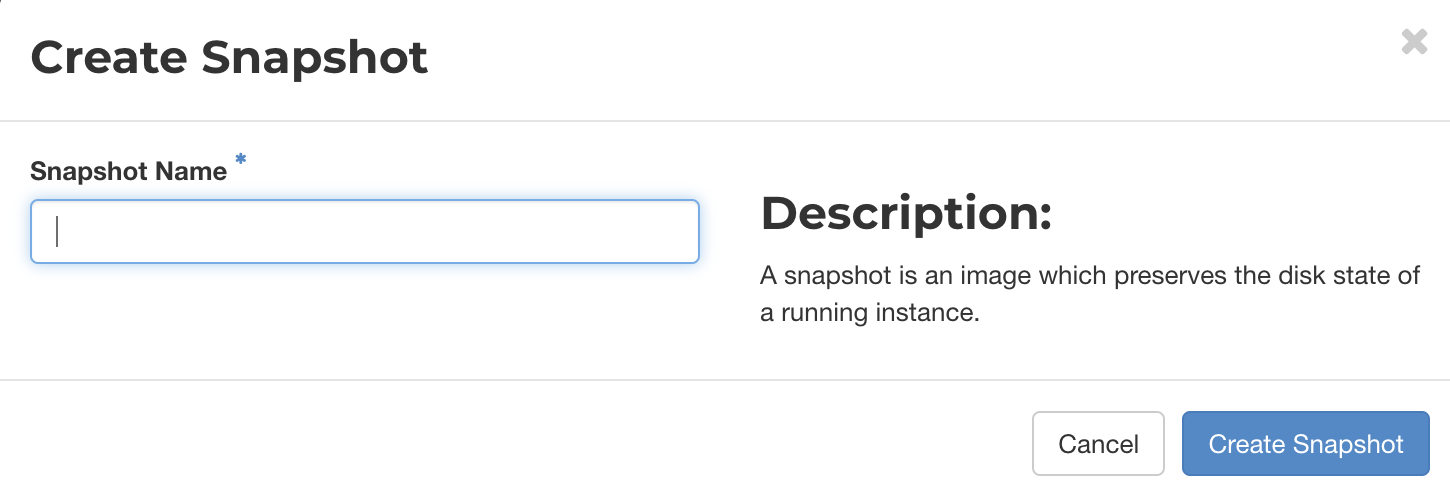 Create Snapshot
Snapshot Name *
Description:
A snapshot is an image which preserves the disk state of
a running instance.
Cancel
Create Snapshot